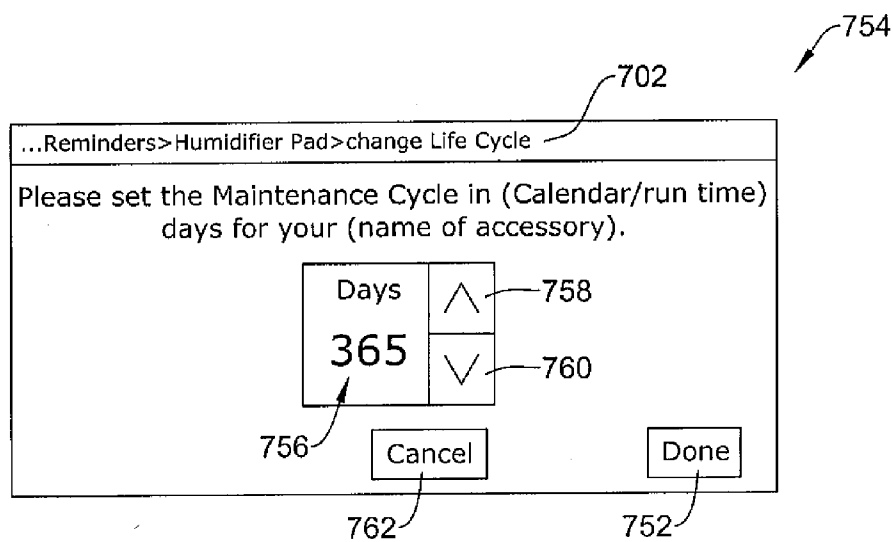 754
702
...Reminders>Humidifier Pad>change Life Cycle
Please set the Maintenance Cycle in (Calendar/run time)
days for your (name of accessory).
Days
758
365
760
756
Cancel
Done
762
752